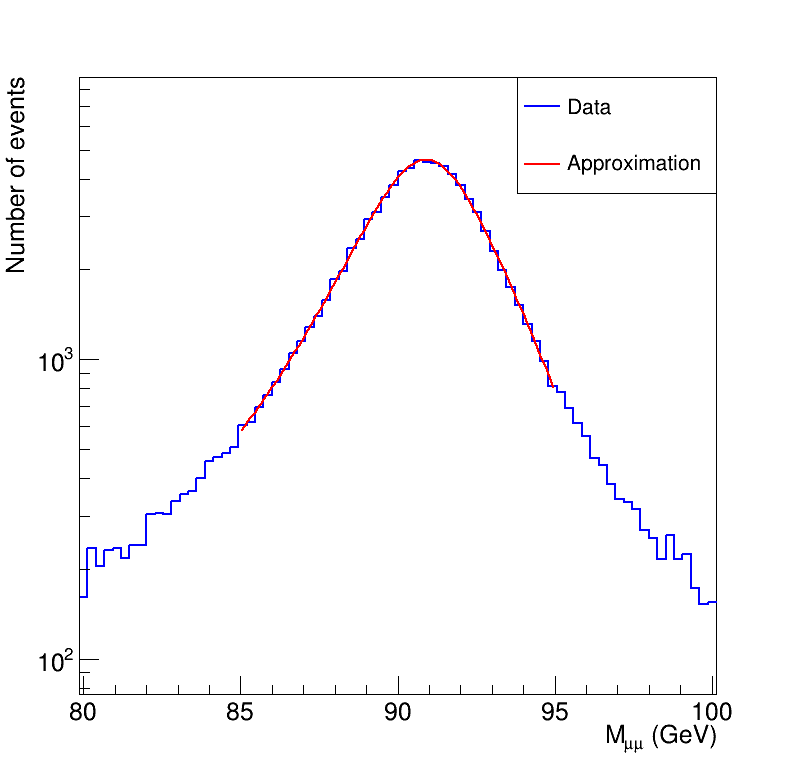 Number of events
Data
Approximation
10³
10²
80 85 90 95 100
M_μμ (GeV)